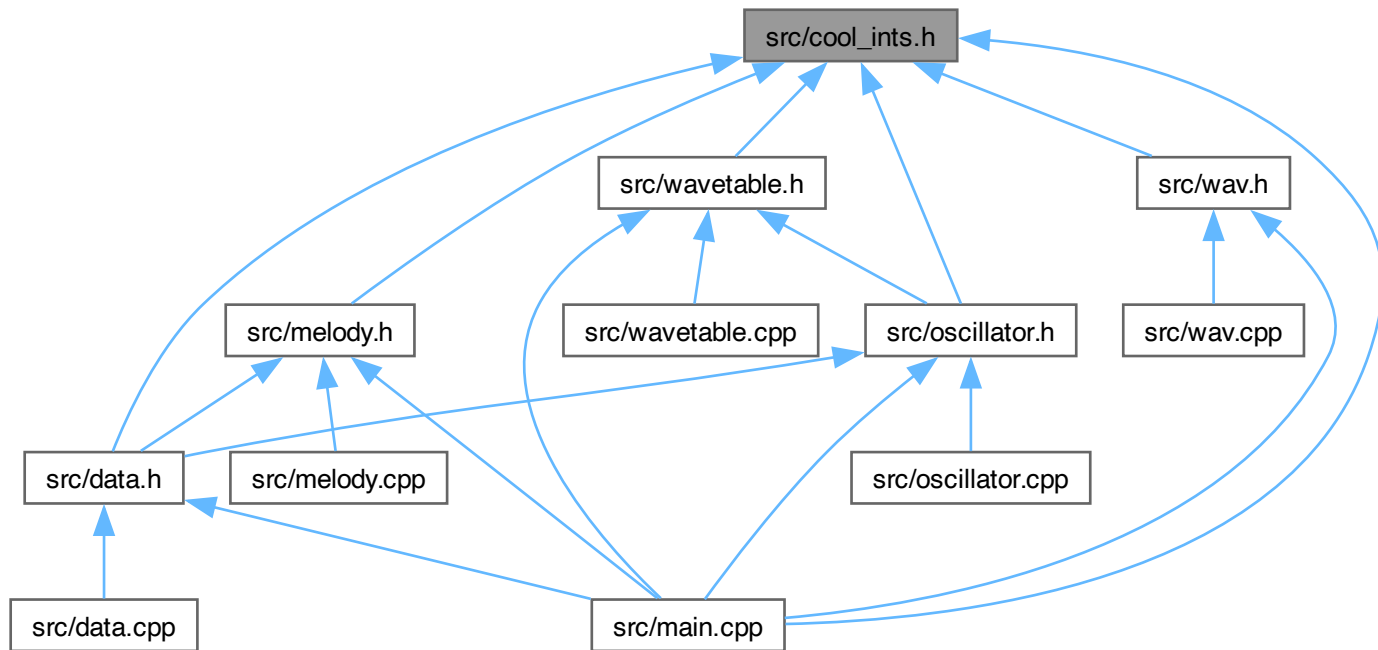 src/cool_ints.h
src/wavetable.h
src/wav.h
src/melody.h
src/wavetable.cpp
src/oscillator.h
src/wav.cpp
src/data.h
src/melody.cpp
src/oscillator.cpp
src/data.cpp
src/main.cpp